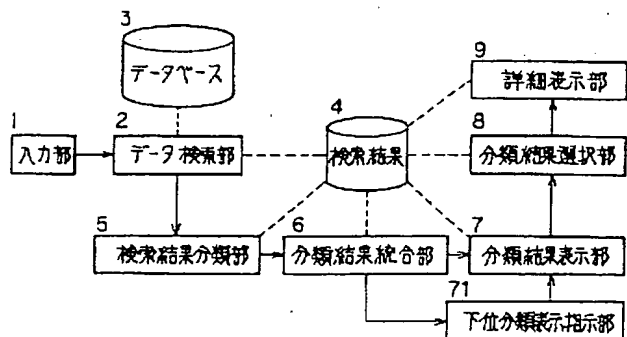 3
データベース
9
詳細表示部
4
検索結果
1
入力部
2
データ検索部
8
分類結果選択部
5
検索結果分類部
6
分類結果統合部
7
分類結果表示部
71
下位分類表示指示部